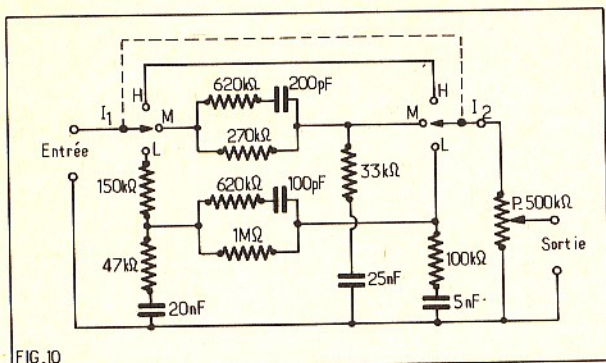 H
H
620kΩ
200pF
I1
M
M
I2
270kΩ
Entrée
L
L
150kΩ
620kΩ
100pF
33kΩ
P.500kΩ
1MΩ
Sortie
47kΩ
100kΩ
20nF
25nF
5nF
FIG.10